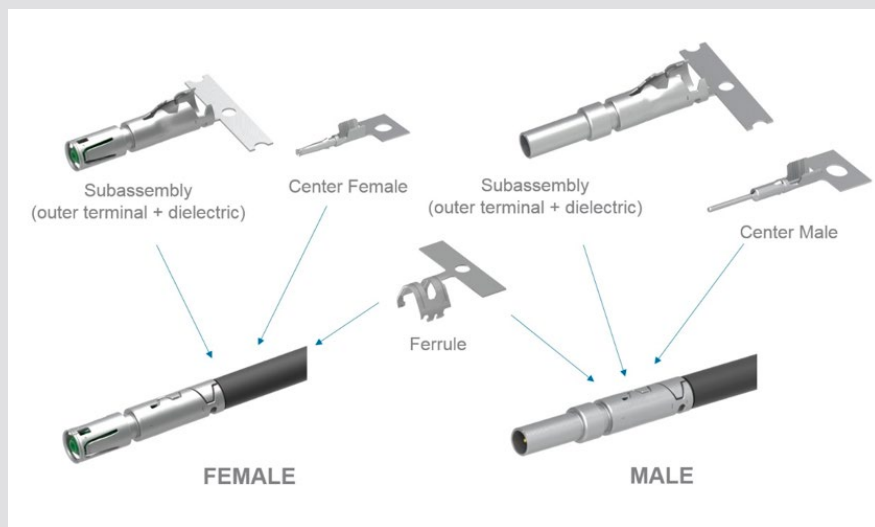 Subassembly
(outer terminal + dielectric)
Center Female
Subassembly
(outer terminal + dielectric)
Center Male
Ferrule
FEMALE
MALE